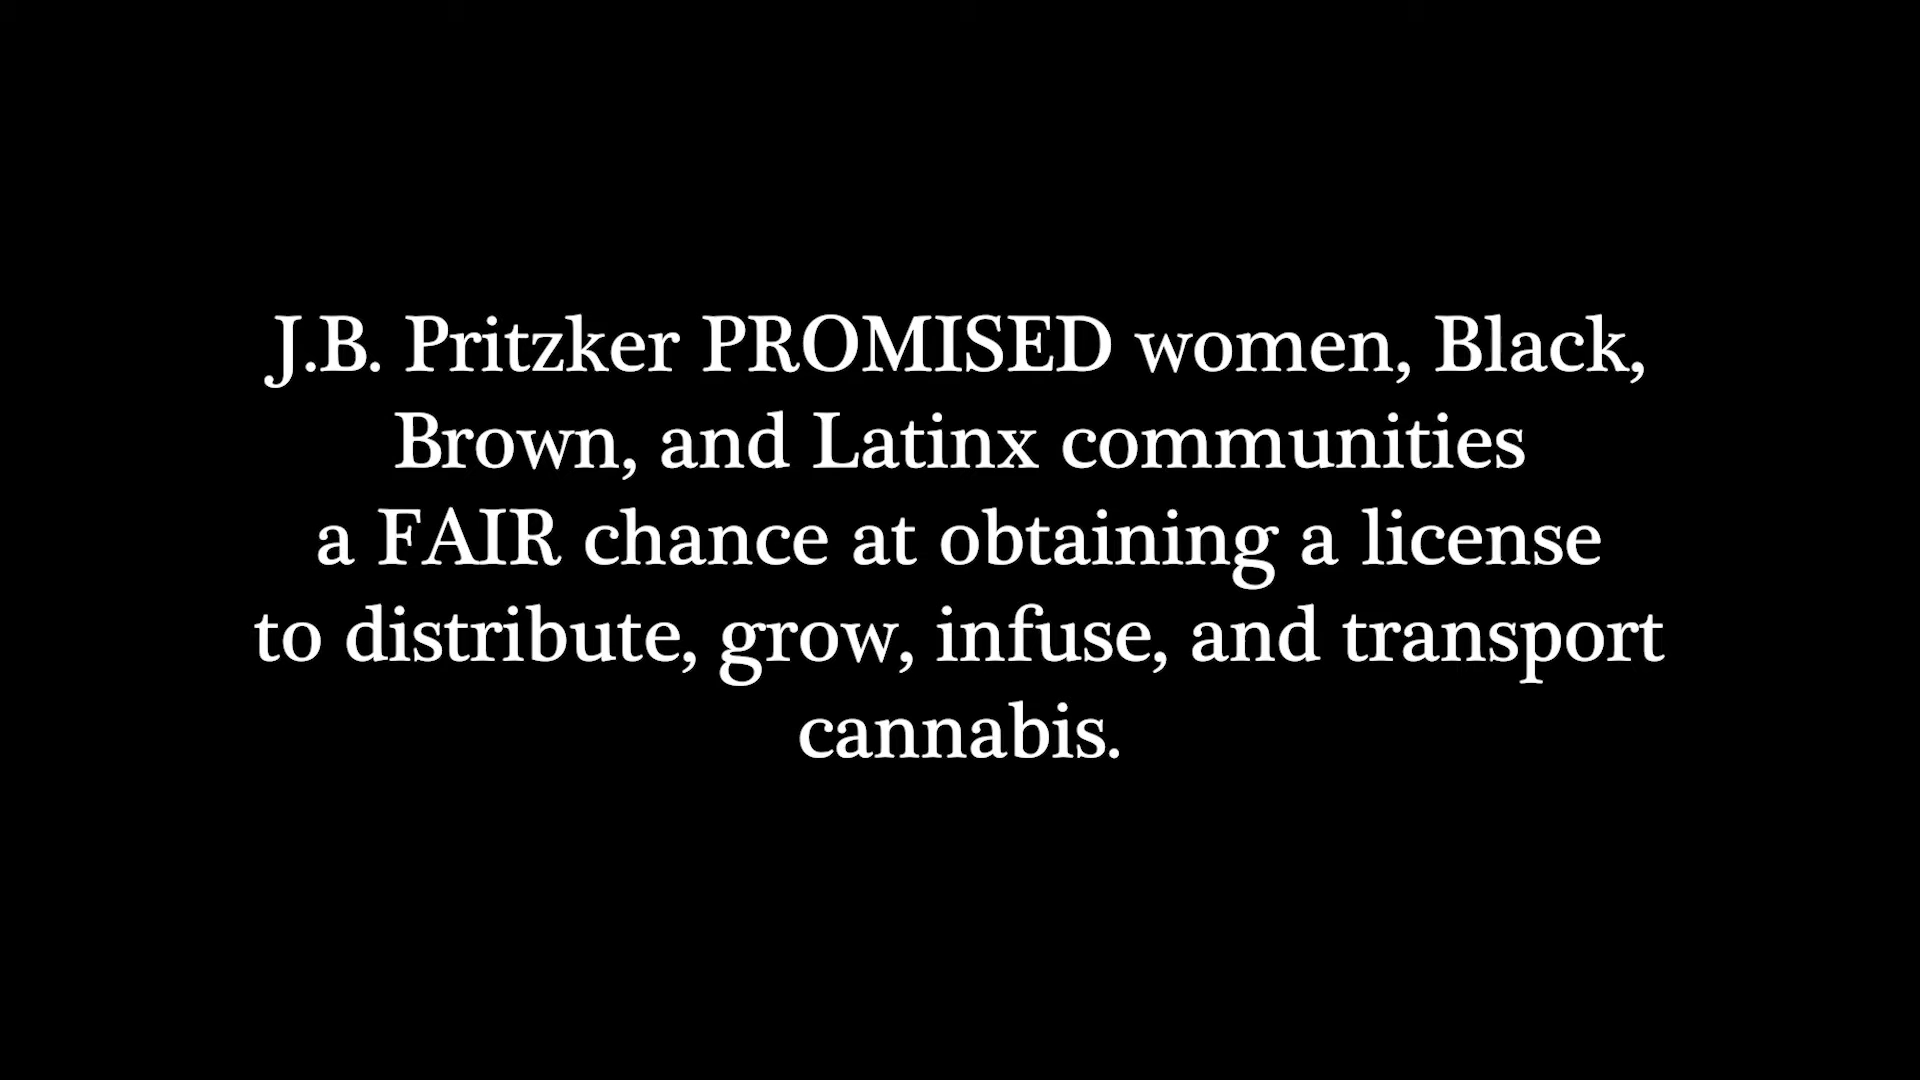 J.B. Pritzker PROMISED women, Black,
Brown, and Latinx communities
a FAIR chance at obtaining a license
to distribute, grow, infuse, and transport
cannabis.